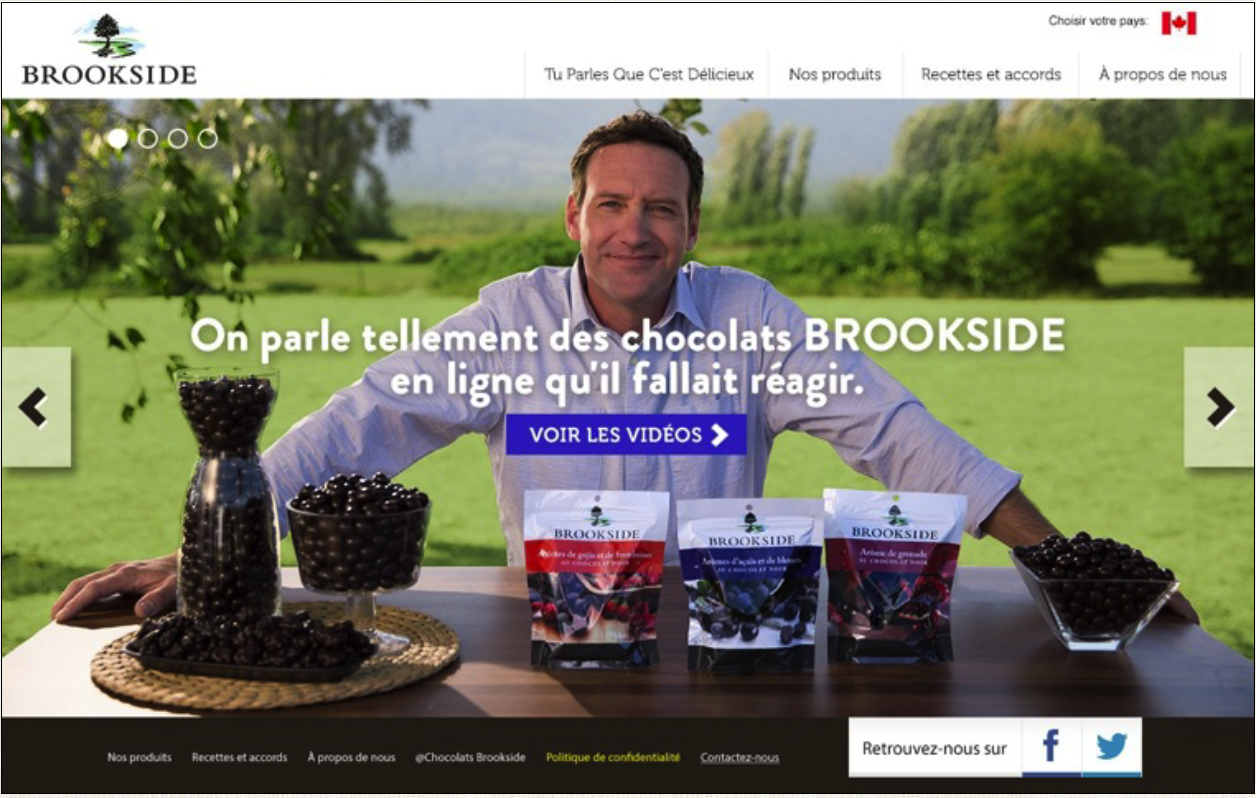 Choisir votre pays:
BROOKSIDE
Tu Parles Que C'est Délicieux
Nos produits
Recettes et accords
À propos de nous
On parle tellement des chocolats BROOKSIDE
en ligne qu'il fallait réagir.
VOIR LES VIDÉOS
BROOKSIDE
Arômes de gojis et de framboises
AU CHOCOLAT NOIR
BROOKSIDE
Arômes d'açais et de bleuets
AU CHOCOLAT NOIR
BROOKSIDE
Arôme de grenade
AU CHOCOLAT NOIR
Nos produits
Recettes et accords
À propos de nous
@Chocolats Brookside
Politique de confidentialité
Contactez-nous
Retrouvez-nous sur